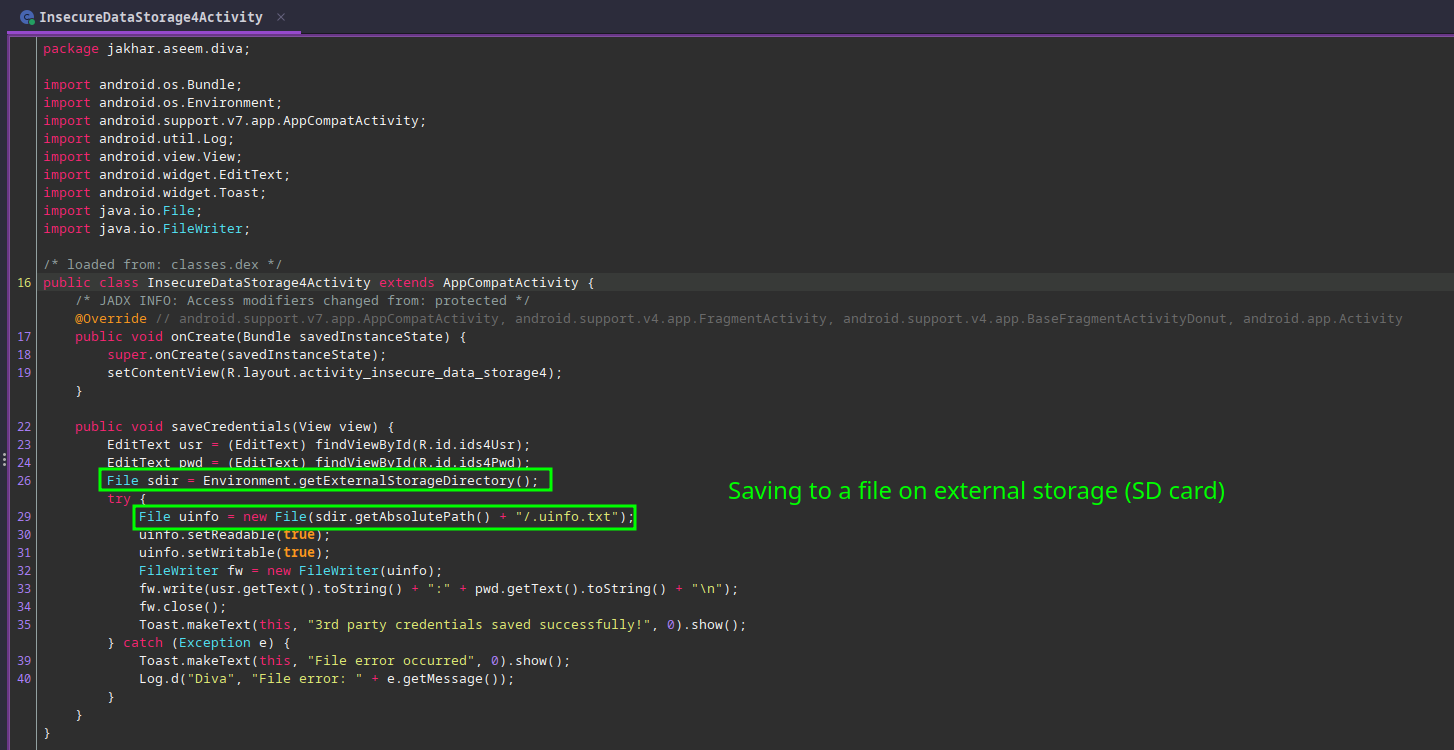 InsecureDataStorage4Activity ×
package jakhar.aseem.diva;
import android.os.Bundle;
import android.os.Environment;
import android.support.v7.app.AppCompatActivity;
import android.util.Log;
import android.view.View;
import android.widget.EditText;
import android.widget.Toast;
import java.io.File;
import java.io.FileWriter;
/* loaded from: classes.dex */
16 public class InsecureDataStorage4Activity extends AppCompatActivity {
/* JADX INFO: Access modifiers changed from: protected */
@Override // android.support.v7.app.AppCompatActivity, android.support.v4.app.FragmentActivity, android.support.v4.app.BaseFragmentActivityDonut, android.app.Activity
17 public void onCreate(Bundle savedInstanceState) {
18 super.onCreate(savedInstanceState);
19 setContentView(R.layout.activity_insecure_data_storage4);
}
22 public void saveCredentials(View view) {
23 EditText usr = (EditText) findViewById(R.id.ids4Usr);
24 EditText pwd = (EditText) findViewById(R.id.ids4Pwd);
26 File sdir = Environment.getExternalStorageDirectory();
Saving to a file on external storage (SD card)
try {
29 File uinfo = new File(sdir.getAbsolutePath() + "/.uinfo.txt");
30 uinfo.setReadable(true);
31 uinfo.setWritable(true);
32 FileWriter fw = new FileWriter(uinfo);
33 fw.write(usr.getText().toString() + ":" + pwd.getText().toString() + "\n");
34 fw.close();
35 Toast.makeText(this, "3rd party credentials saved successfully!", 0).show();
} catch (Exception e) {
39 Toast.makeText(this, "File error occurred", 0).show();
40 Log.d("Diva", "File error: " + e.getMessage());
}
}
}